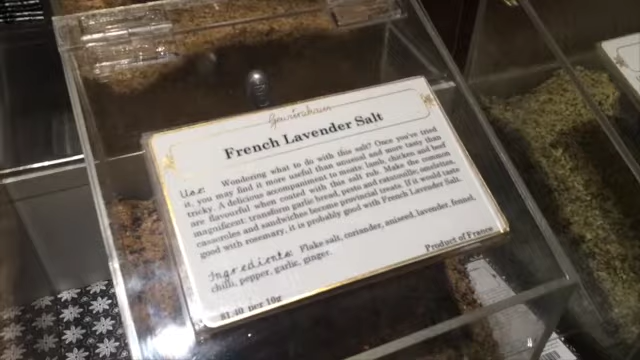 Gewürzhaus
French Lavender Salt
Use: Wondering what to do with this salt? Once you've tried
it, you may find it more useful than unusual and more tasty than
tricky. A delicious accompaniment to meats: lamb, chicken and beef
are flavourful when coated with this salt rub. Make the common
magnificent: transform garlic bread, pesto and ratatouille; omelettes,
casseroles and sandwiches become provincial treats. If it would taste
good with rosemary, it is probably good with French Lavender Salt.
Ingredients: Flake salt, coriander, aniseed, lavender, fennel,
chilli, pepper, garlic, ginger.
Product of France
$1.40 per 10g